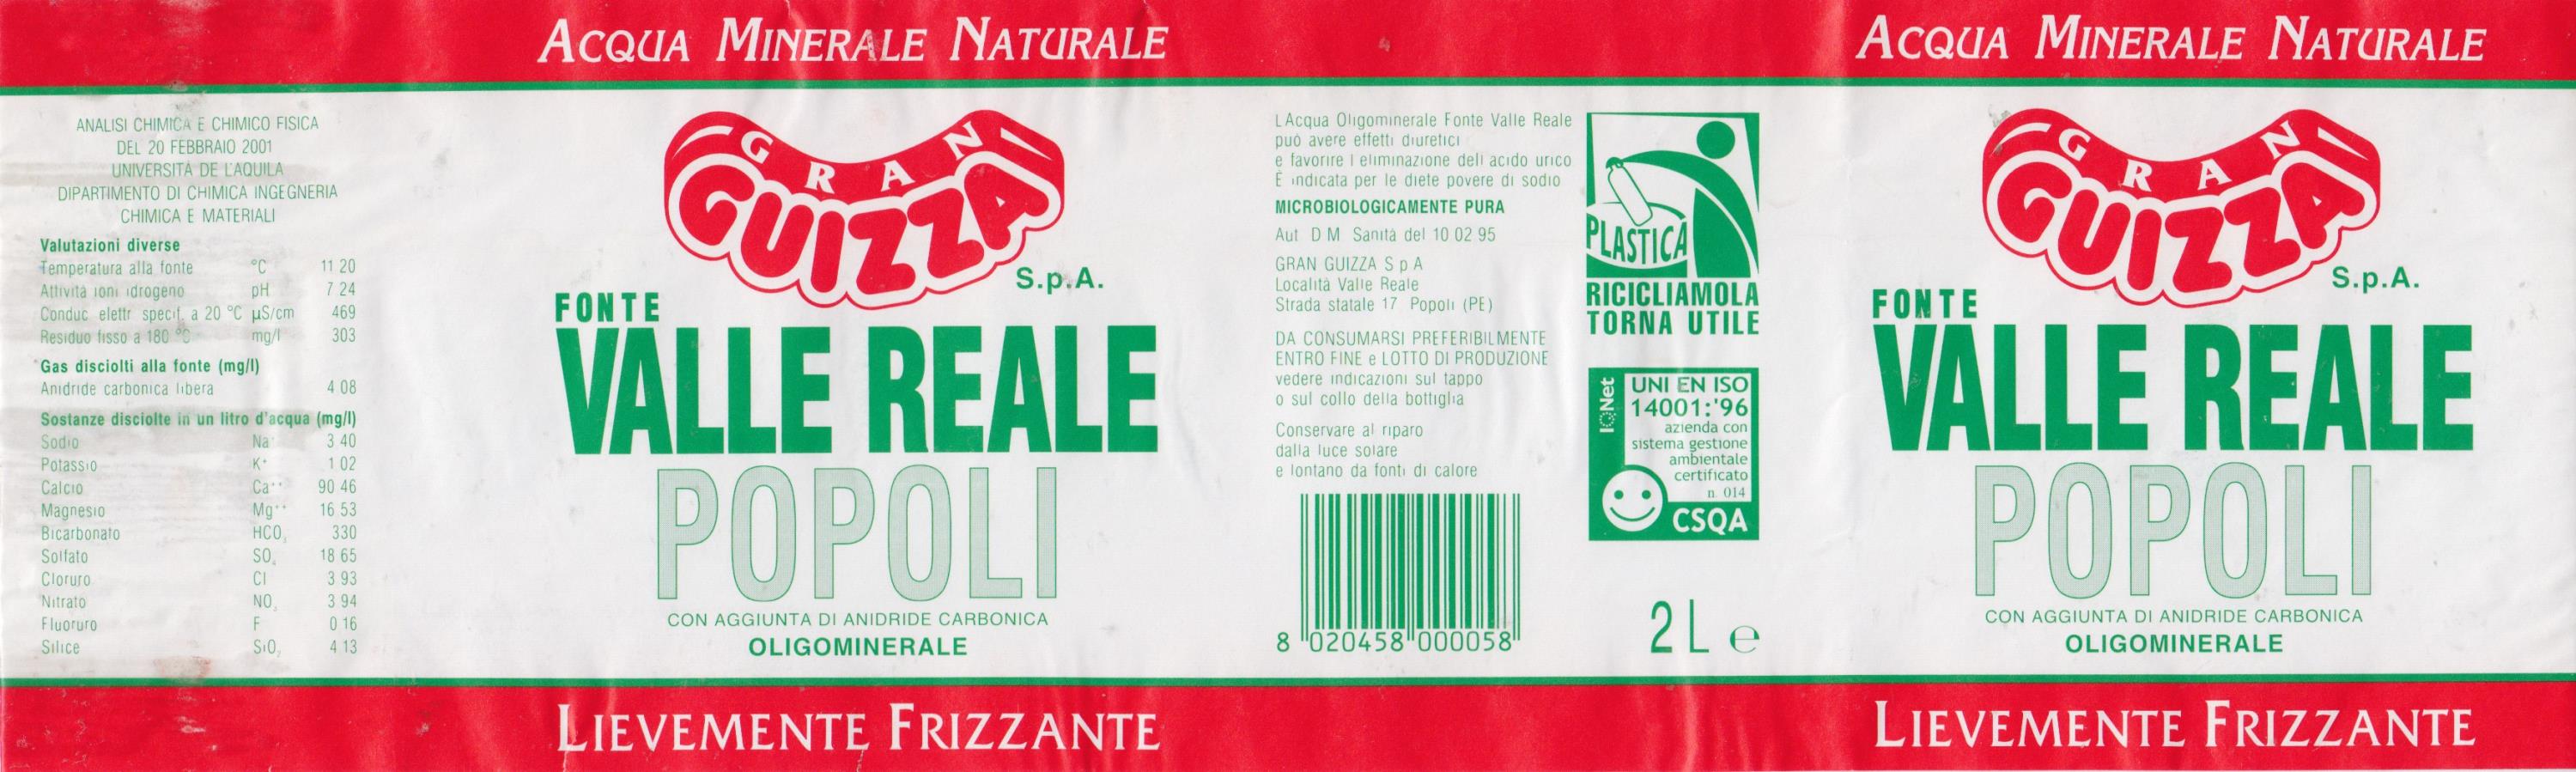 ACQUA MINERALE NATURALE
ANALISI CHIMICA E CHIMICO FISICA
DEL 20 FEBBRAIO 2001
UNIVERSITÀ DE L'AQUILA
DIPARTIMENTO DI CHIMICA INGEGNERIA
CHIMICA E MATERIALI
Valutazioni diverse
Temperatura alla fonte °C 11 20
Attività ioni idrogeno pH 7 24
Conduc elettr specif. a 20 °C µS/cm 469
Residuo fisso a 180 °C mg/l 303
Gas disciolti alla fonte (mg/l)
Anidride carbonica libera 4 08
Sostanze disciolte in un litro d'acqua (mg/l)
Sodio Na⁺ 3 40
Potassio K⁺ 1 02
Calcio Ca⁺⁺ 90 46
Magnesio Mg⁺⁺ 16 53
Bicarbonato HCO₃ 330
Solfato SO₄ 18 65
Cloruro Cl 3 93
Nitrato NO₃ 3 94
Fluoruro F 0 16
Silice SiO₂ 4 13
GRAN
GUIZZA
S.p.A.
FONTE
VALLE REALE
POPOLI
CON AGGIUNTA DI ANIDRIDE CARBONICA
OLIGOMINERALE
LIEVEMENTE FRIZZANTE
L Acqua Oligominerale Fonte Valle Reale
può avere effetti diuretici
e favorire l eliminazione dell acido urico
È indicata per le diete povere di sodio
MICROBIOLOGICAMENTE PURA
Aut D M Sanità del 10 02 95
GRAN GUIZZA S p A
Località Valle Reale
Strada statale 17 Popoli (PE)
DA CONSUMARSI PREFERIBILMENTE
ENTRO FINE e LOTTO DI PRODUZIONE
vedere indicazioni sul tappo
o sul collo della bottiglia
Conservare al riparo
dalla luce solare
e lontano da fonti di calore
8 020458 000058
PLASTICA
RICICLIAMOLA
TORNA UTILE
IQNet
UNI EN ISO
14001:'96
azienda con
sistema gestione
ambientale
certificato
n. 014
CSQA
2 L e
ACQUA MINERALE NATURALE
GRAN
GUIZZA
S.p.A.
FONTE
VALLE REALE
POPOLI
CON AGGIUNTA DI ANIDRIDE CARBONICA
OLIGOMINERALE
LIEVEMENTE FRIZZANTE